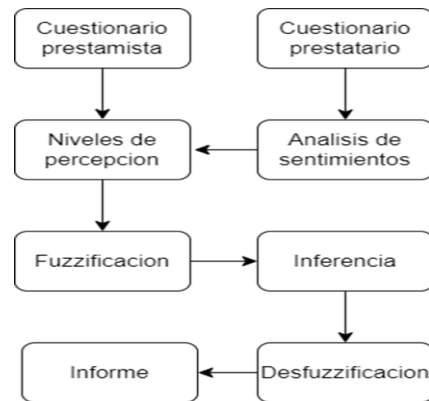 Cuestionario
prestamista
Cuestionario
prestatario
Niveles de
percepcion
Analisis de
sentimientos
Fuzzificacion
Inferencia
Informe
Desfuzzificacion